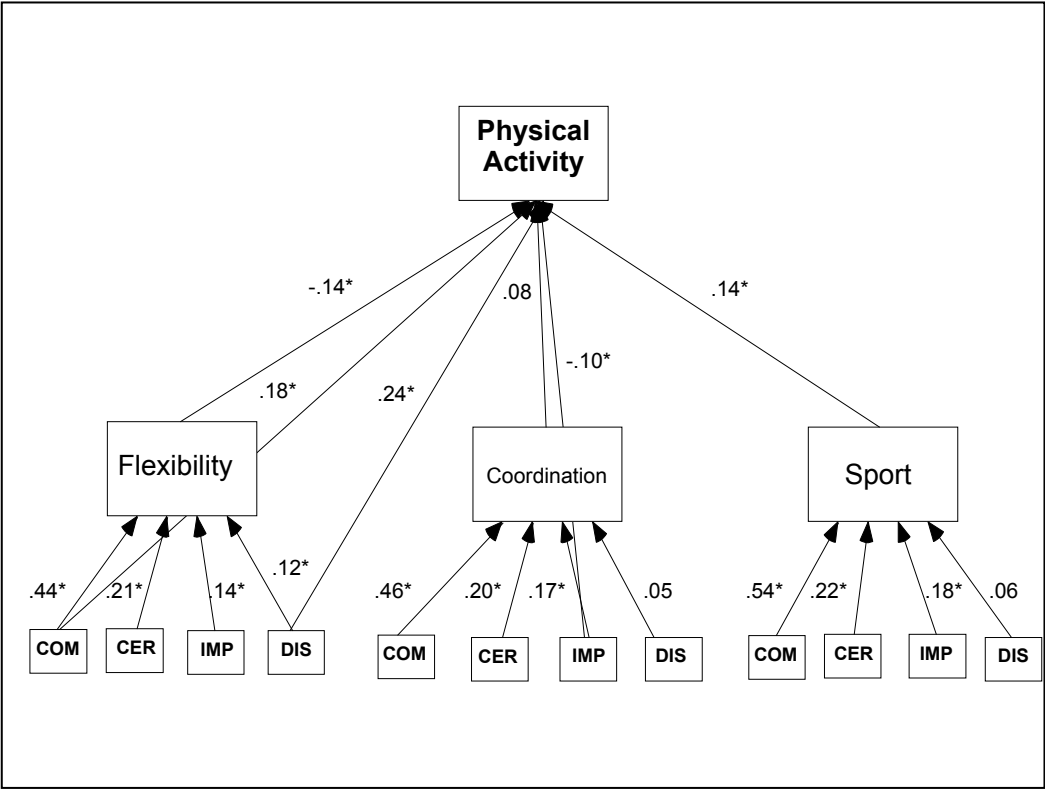 Physical
Activity
-.14*
.08
.14*
-.10*
.18*
.24*
Flexibility
Coordination
Sport
.44*
.21*
.14*
.12*
.46*
.20*
.17*
.05
.54*
.22*
.18*
.06
COM
CER
IMP
DIS
COM
CER
IMP
DIS
COM
CER
IMP
DIS